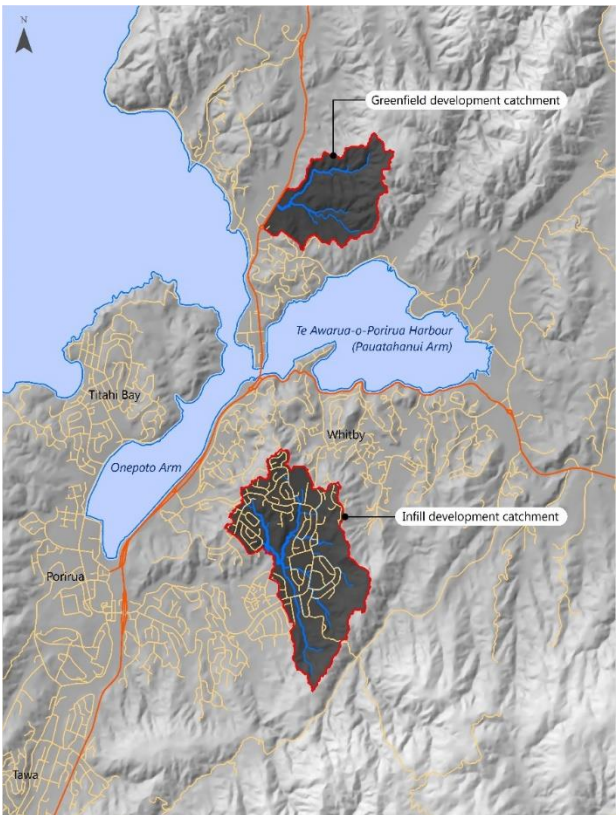 N
Greenfield development catchment
Te Awarua-o-Porirua Harbour
(Pauatahanui Arm)
Titahi Bay
Whitby
Onepoto Arm
Infill development catchment
Porirua
Tawa